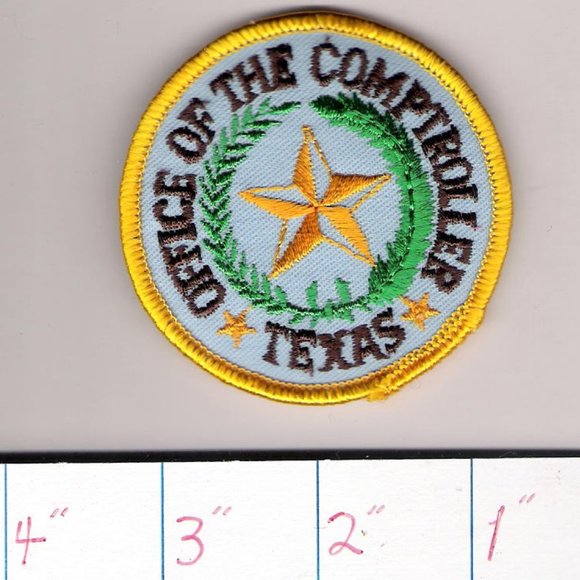 OFFICE OF THE COMPTROLLER
TEXAS
4" 3" 2" 1"